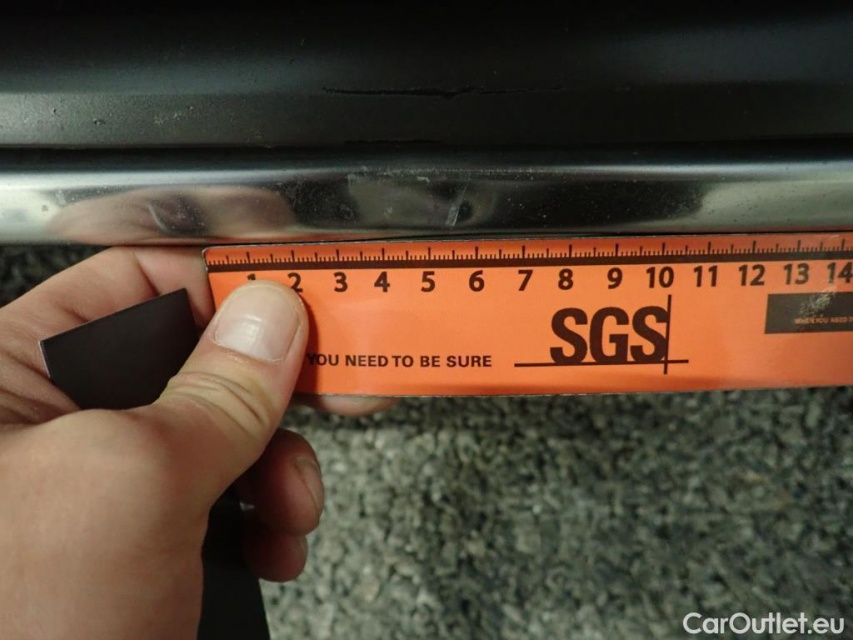 1 2 3 4 5 6 7 8 9 10 11 12 13 14
SGS
YOU NEED TO BE SURE
CarOutlet.eu